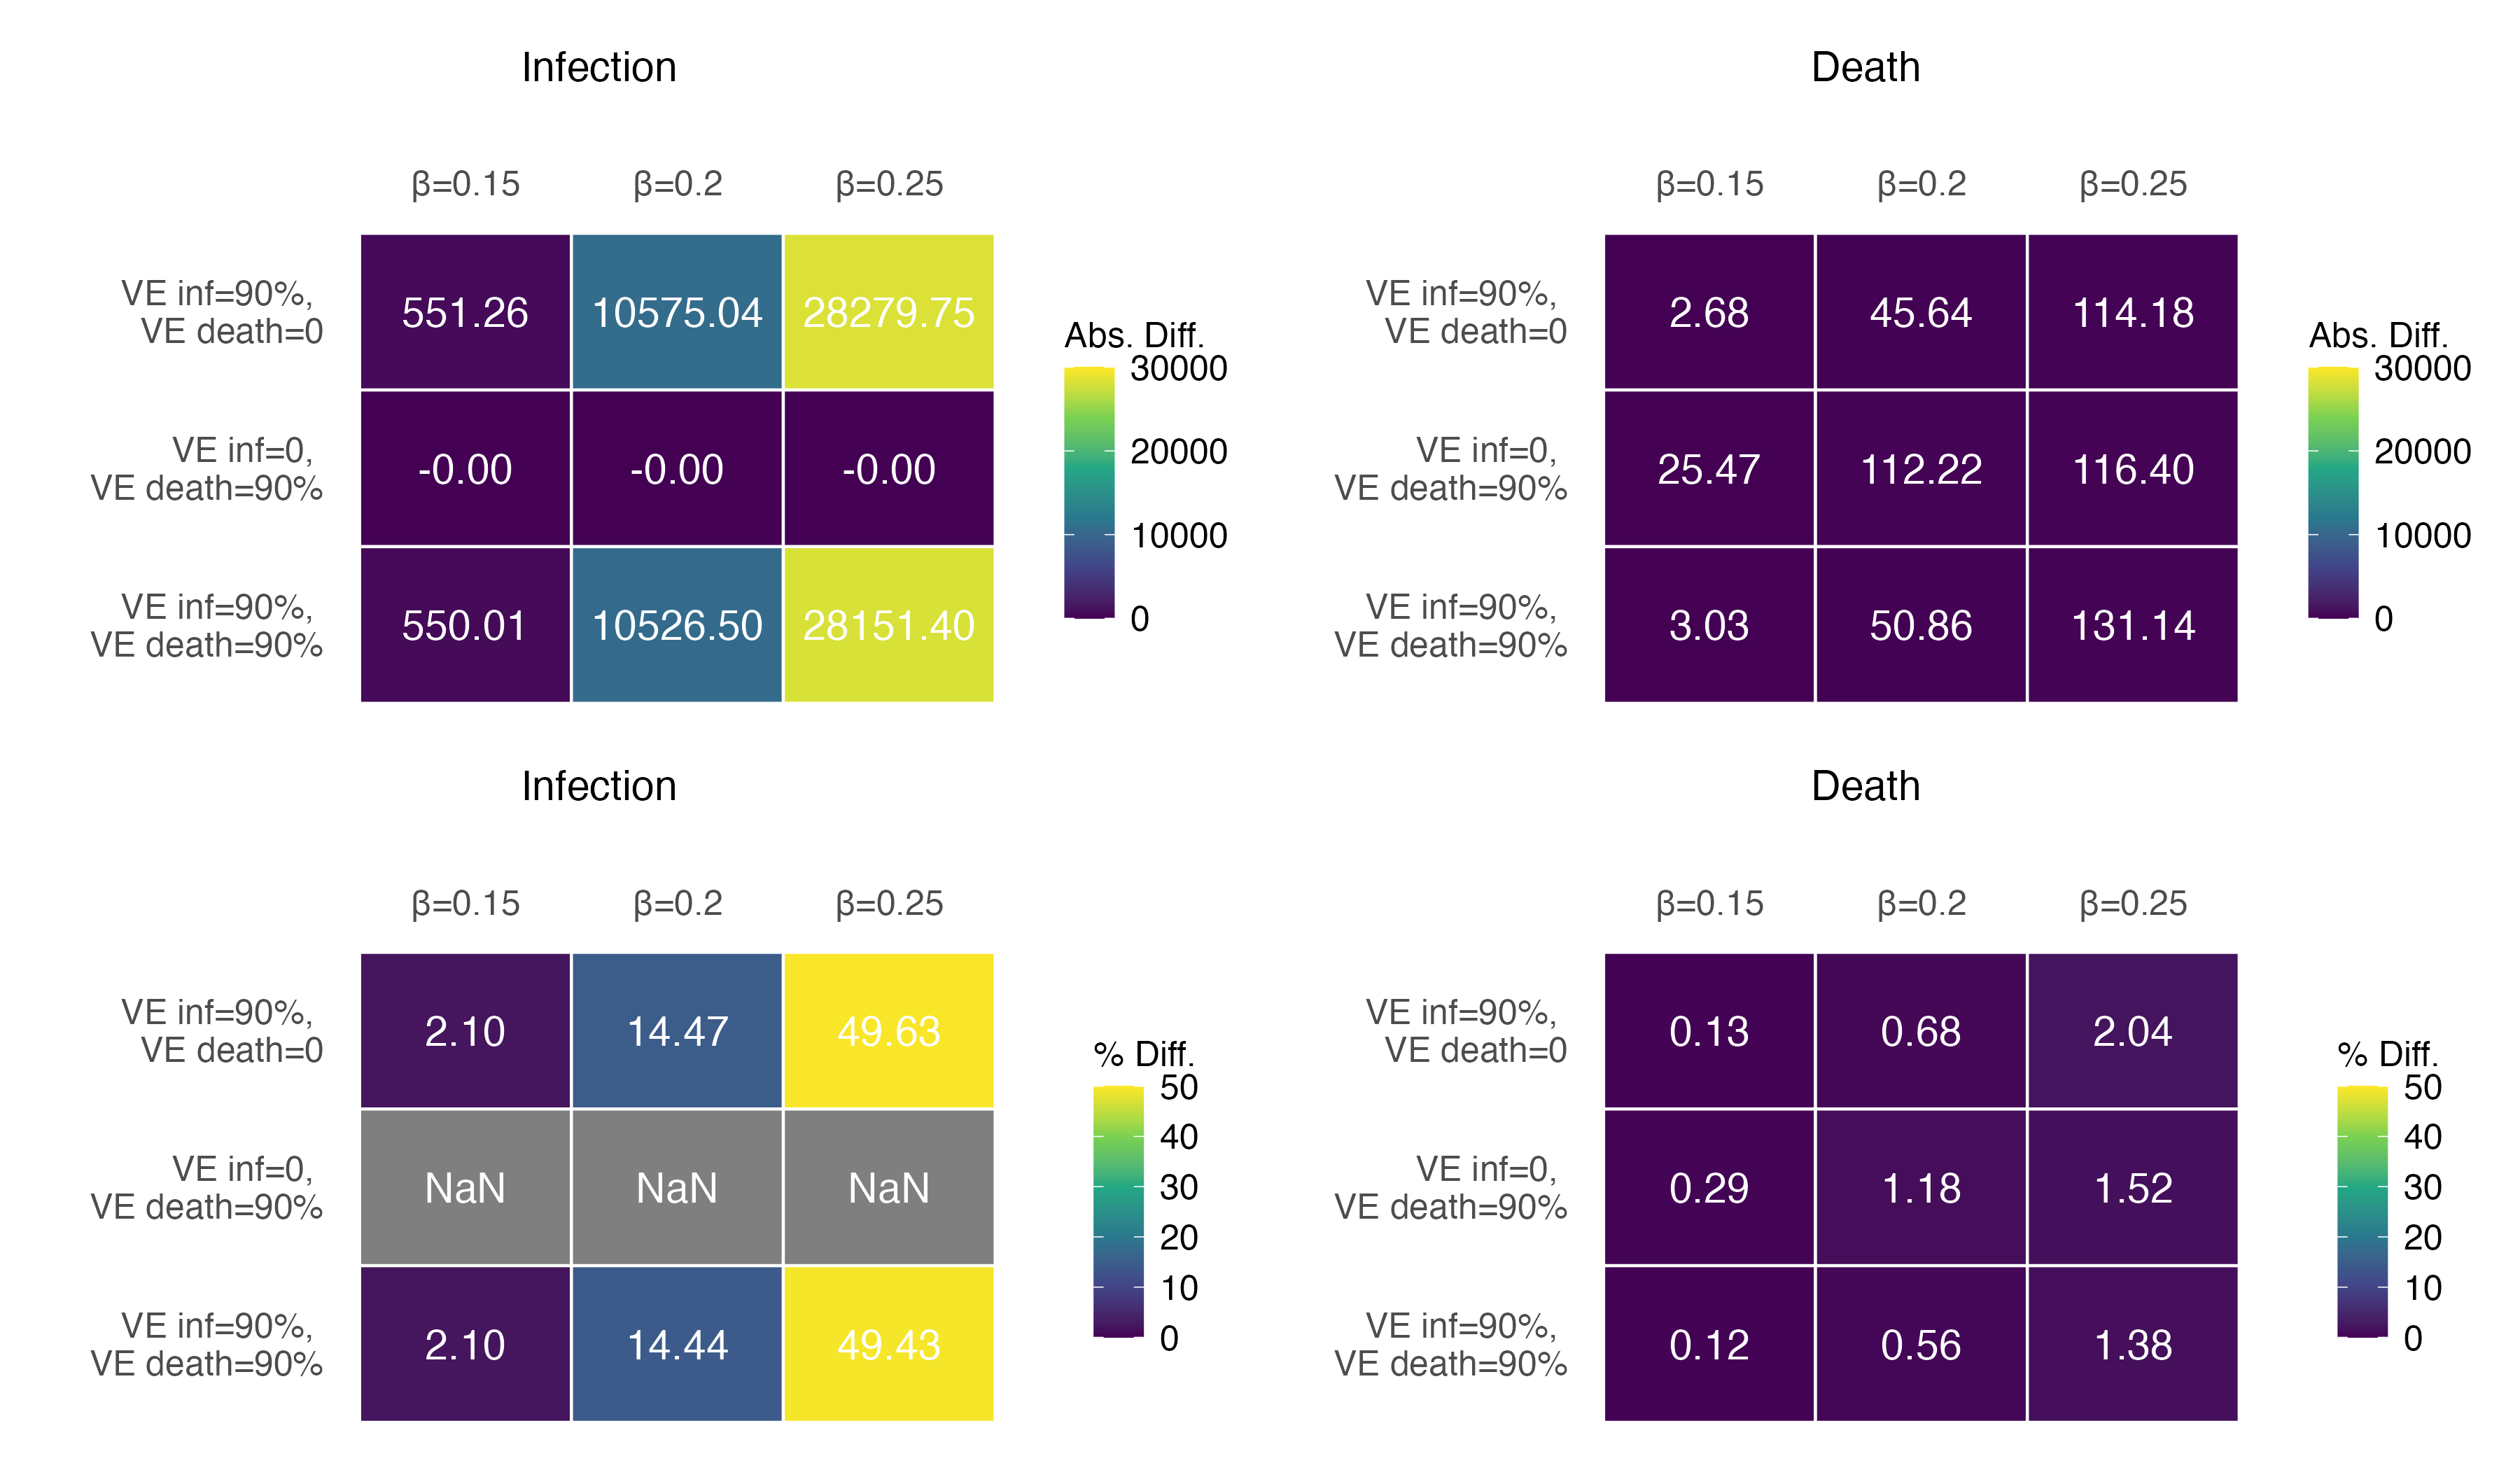 Infection
β=0.15 β=0.2 β=0.25
VE inf=90%,
VE death=0
551.26 10575.04 28279.75
VE inf=0,
VE death=90%
-0.00 -0.00 -0.00
VE inf=90%,
VE death=90%
550.01 10526.50 28151.40
Abs. Diff.
30000
20000
10000
0
Death
β=0.15 β=0.2 β=0.25
VE inf=90%,
VE death=0
2.68 45.64 114.18
VE inf=0,
VE death=90%
25.47 112.22 116.40
VE inf=90%,
VE death=90%
3.03 50.86 131.14
Abs. Diff.
30000
20000
10000
0
Infection
β=0.15 β=0.2 β=0.25
VE inf=90%,
VE death=0
2.10 14.47 49.63
VE inf=0,
VE death=90%
NaN NaN NaN
VE inf=90%,
VE death=90%
2.10 14.44 49.43
% Diff.
50
40
30
20
10
0
Death
β=0.15 β=0.2 β=0.25
VE inf=90%,
VE death=0
0.13 0.68 2.04
VE inf=0,
VE death=90%
0.29 1.18 1.52
VE inf=90%,
VE death=90%
0.12 0.56 1.38
% Diff.
50
40
30
20
10
0